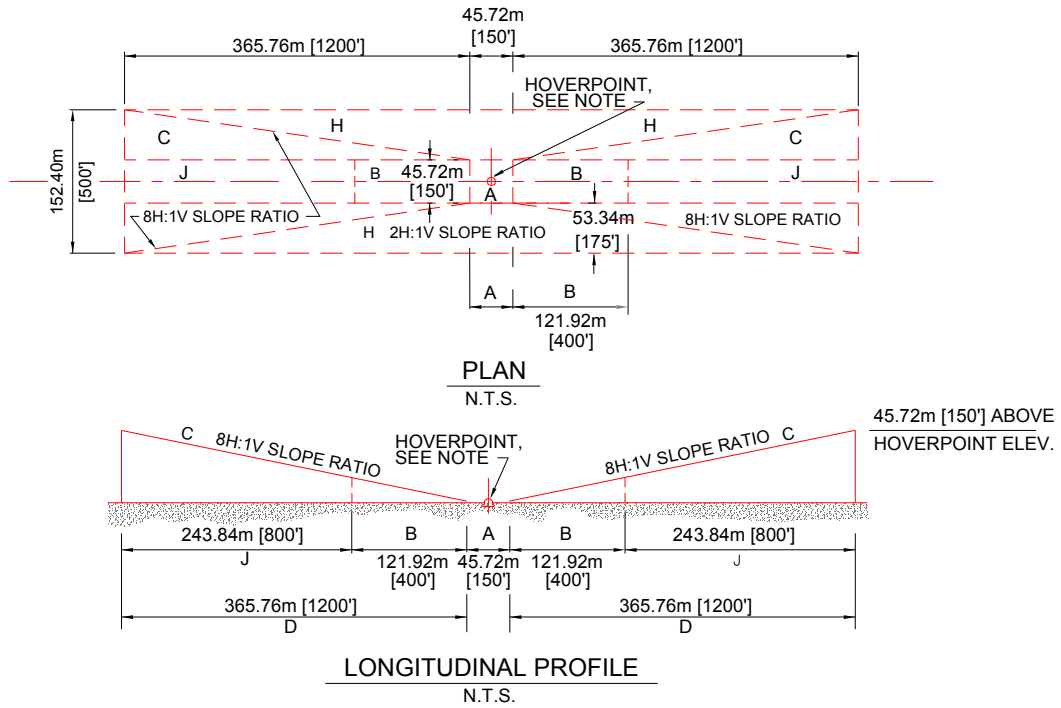 45.72m
[150']
365.76m [1200']
365.76m [1200']
HOVERPOINT,
SEE NOTE
H
H
C
C
152.40m
[500']
J
B
45.72m
[150']
A
B
J
8H:1V SLOPE RATIO
H
2H:1V SLOPE RATIO
53.34m
[175']
8H:1V SLOPE RATIO
A
B
121.92m
[400']
PLAN
N.T.S.
C
8H:1V SLOPE RATIO
HOVERPOINT,
SEE NOTE
8H:1V SLOPE RATIO
C
45.72m [150'] ABOVE
HOVERPOINT ELEV.
243.84m [800']
J
B
121.92m
[400']
A
45.72m
[150']
B
121.92m
[400']
243.84m [800']
J
365.76m [1200']
D
365.76m [1200']
D
LONGITUDINAL PROFILE
N.T.S.